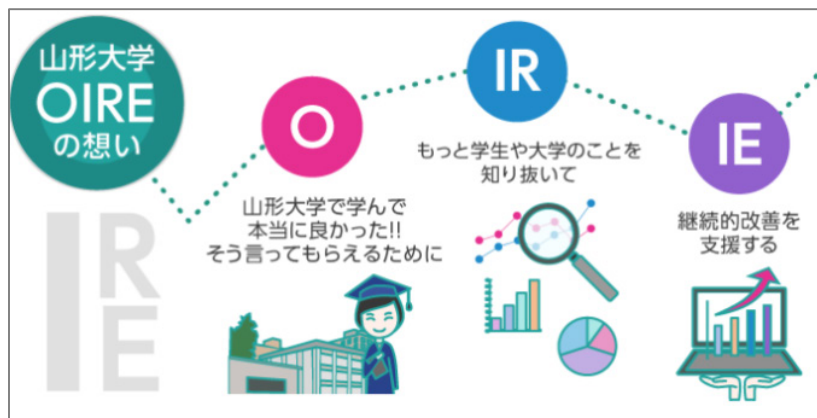 山形大学
OIRE
の想い
O
山形大学で学んで
本当に良かった!!
そう言ってもらえるために
IR
もっと学生や大学のことを
知り抜いて
IE
継続的改善を
支援する
IRE